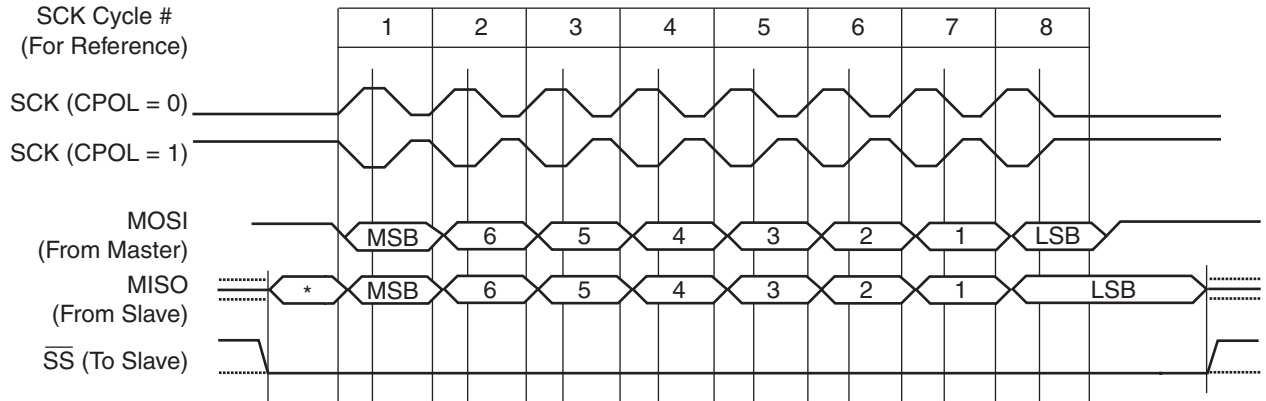 SCK Cycle #
(For Reference)
1 2 3 4 5 6 7 8
SCK (CPOL = 0)
SCK (CPOL = 1)
MOSI
(From Master)
MSB 6 5 4 3 2 1 LSB
MISO
(From Slave)
* MSB 6 5 4 3 2 1 LSB
S̅S̅ (To Slave)